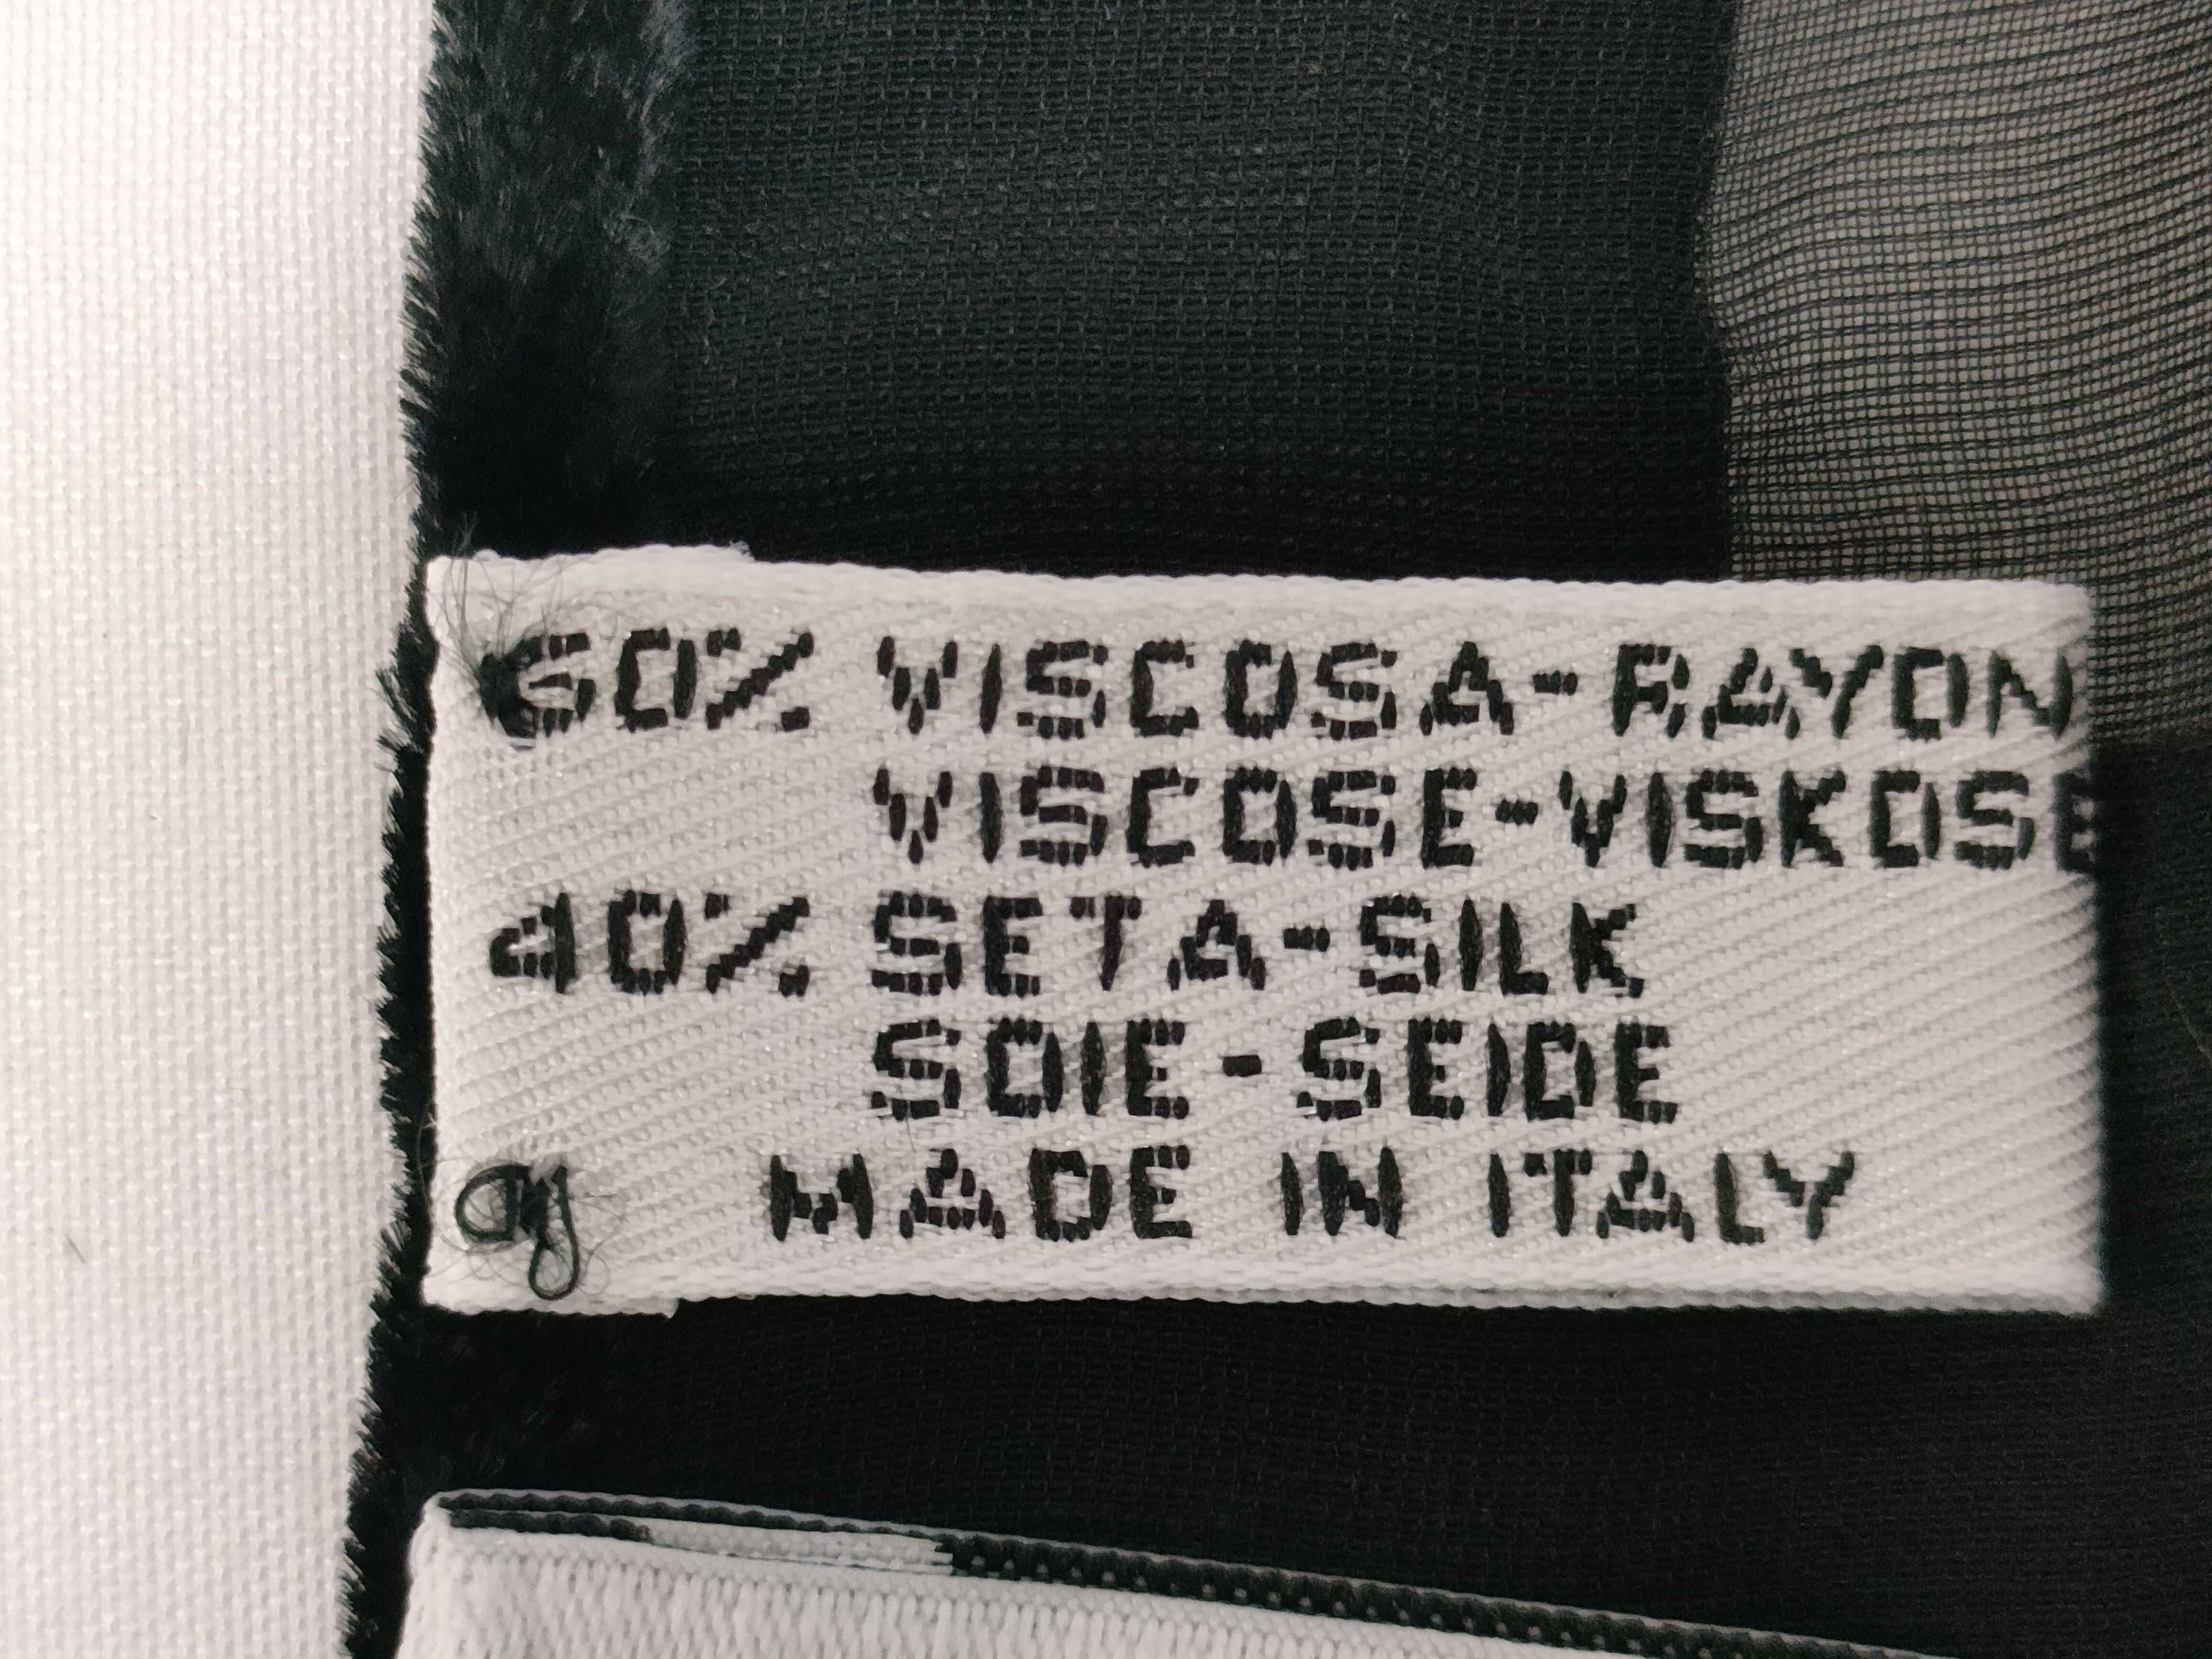 60% VISCOSA-RAYON
VISCOSE-VISKOSE
40% SETA-SILK
SOIE-SEIDE
MADE IN ITALY